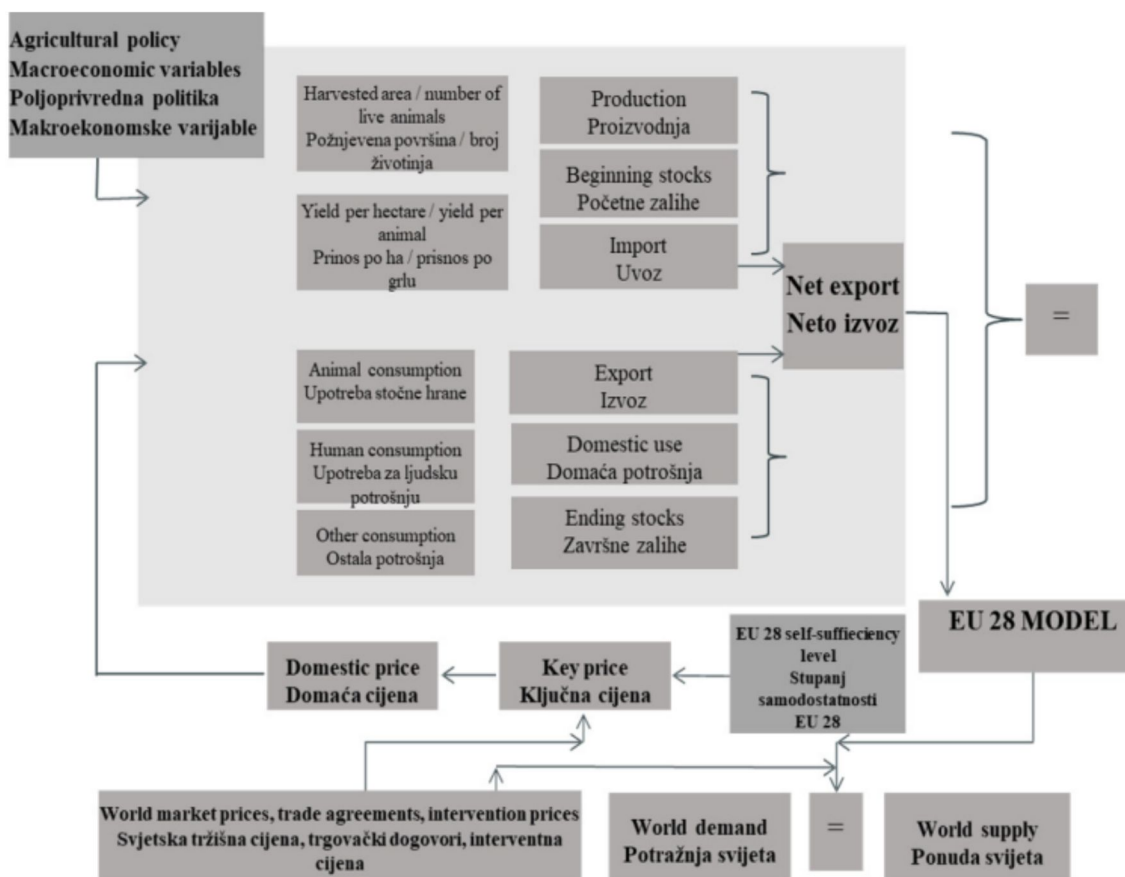 Agricultural policy
Macroeconomic variables
Poljoprivredna politika
Makroekonomske varijable
Harvested area / number of
live animals
Požnjevena površina / broj
životinja
Yield per hectare / yield per
animal
Prinos po ha / prisnos po
grlu
Production
Proizvodnja
Beginning stocks
Početne zalihe
Import
Uvoz
Net export
Neto izvoz
=
Animal consumption
Upotreba stočne hrane
Human consumption
Upotreba za ljudsku
potrošnju
Other consumption
Ostala potrošnja
Export
Izvoz
Domestic use
Domaća potrošnja
Ending stocks
Završne zalihe
EU 28 MODEL
EU 28 self-suffieciency
level
Stupanj
samodostatnosti
EU 28
Key price
Ključna cijena
Domestic price
Domaća cijena
World market prices, trade agreements, intervention prices
Svjetska tržišna cijena, trgovački dogovori, interventna
cijena
World demand
Potražnja svijeta
=
World supply
Ponuda svijeta